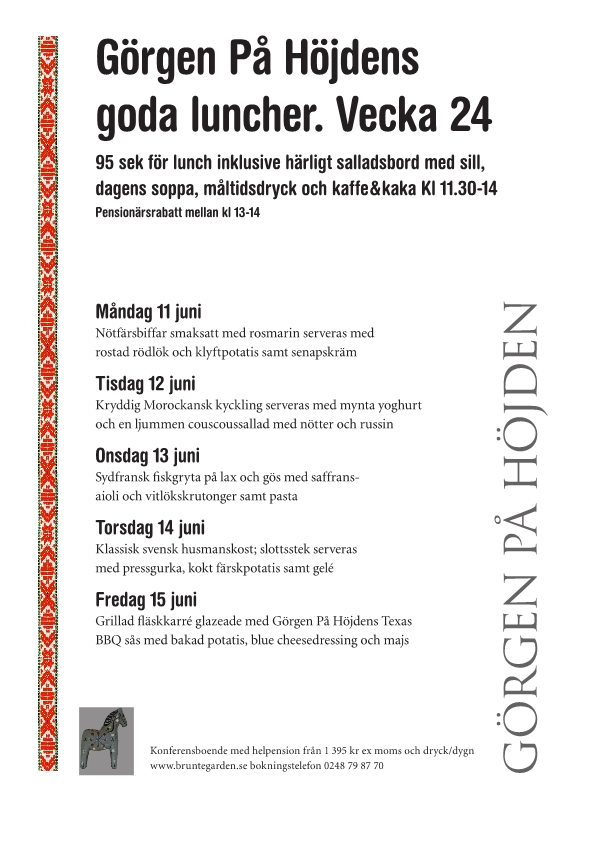 Görgen På Höjdens
goda luncher. Vecka 24
95 sek för lunch inklusive härligt salladsbord med sill,
dagens soppa, måltidsdryck och kaffe&kaka Kl 11.30-14
Pensionärsrabatt mellan kl 13-14
Måndag 11 juni
Nötfärsbiffar smaksatt med rosmarin serveras med
rostad rödlök och klyftpotatis samt senapskräm
Tisdag 12 juni
Kryddig Morockansk kyckling serveras med mynta yoghurt
och en ljummen couscoussallad med nötter och russin
Onsdag 13 juni
Sydfransk fiskgryta på lax och gös med saffrans-
aioli och vitlökskrutonger samt pasta
Torsdag 14 juni
Klassisk svensk husmanskost; slottsstek serveras
med pressgurka, kokt färskpotatis samt gelé
Fredag 15 juni
Grillad fläskkarré glazeade med Görgen På Höjdens Texas
BBQ sås med bakad potatis, blue cheesedressing och majs
GÖRGEN PÅ HÖJDEN
Konferensboende med helpension från 1 395 kr ex moms och dryck/dygn
www.bruntegarden.se bokningstelefon 0248 79 87 70